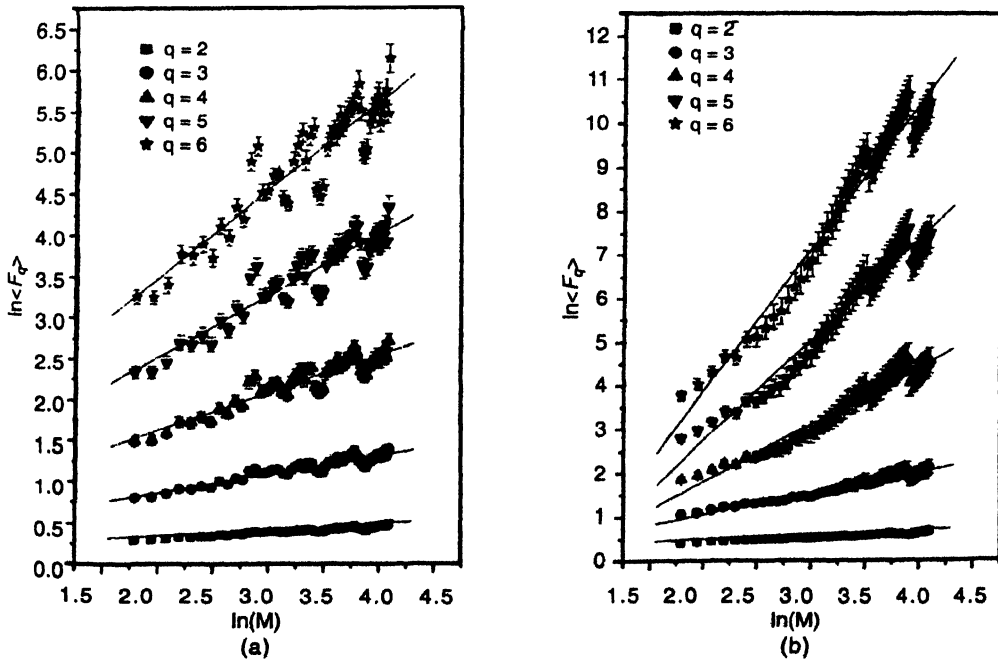 6.5
6.0
5.5
5.0
4.5
4.0
3.5
3.0
2.5
2.0
1.5
1.0
0.5
0.0
ln<F_q>
■ q = 2
● q = 3
▲ q = 4
▼ q = 5
★ q = 6
1.5 2.0 2.5 3.0 3.5 4.0 4.5
ln(M)
(a)
12
11
10
9
8
7
6
5
4
3
2
1
0
ln<F_q>
■ q = 2
● q = 3
▲ q = 4
▼ q = 5
★ q = 6
1.5 2.0 2.5 3.0 3.5 4.0 4.5
ln(M)
(b)